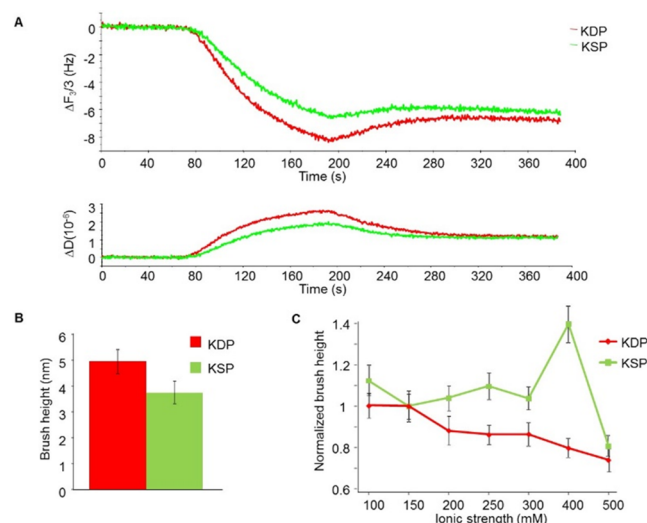 A
KDP
KSP
ΔF₃/3 (Hz)
0
-2
-4
-6
-8
0 40 80 120 160 200 240 280 320 360 400
Time (s)
ΔD(10⁻⁶)
3
2
1
0
0 40 80 120 160 200 240 280 320 360 400
Time (s)
B
KDP
KSP
Brush height (nm)
6
5
4
3
2
1
0
C
KDP
KSP
Normalized brush height
1.4
1.2
1
0.8
0.6
100 150 200 250 300 400 500
Ionic strength (mM)